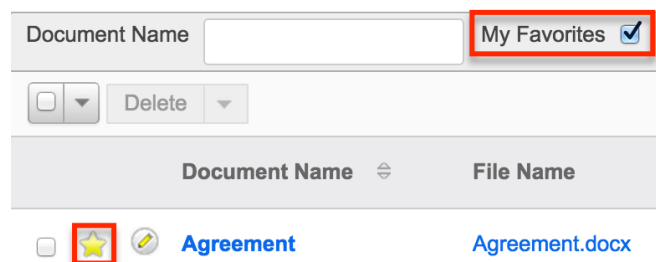 Document Name My Favorites
Delete
Document Name File Name
Agreement Agreement.docx